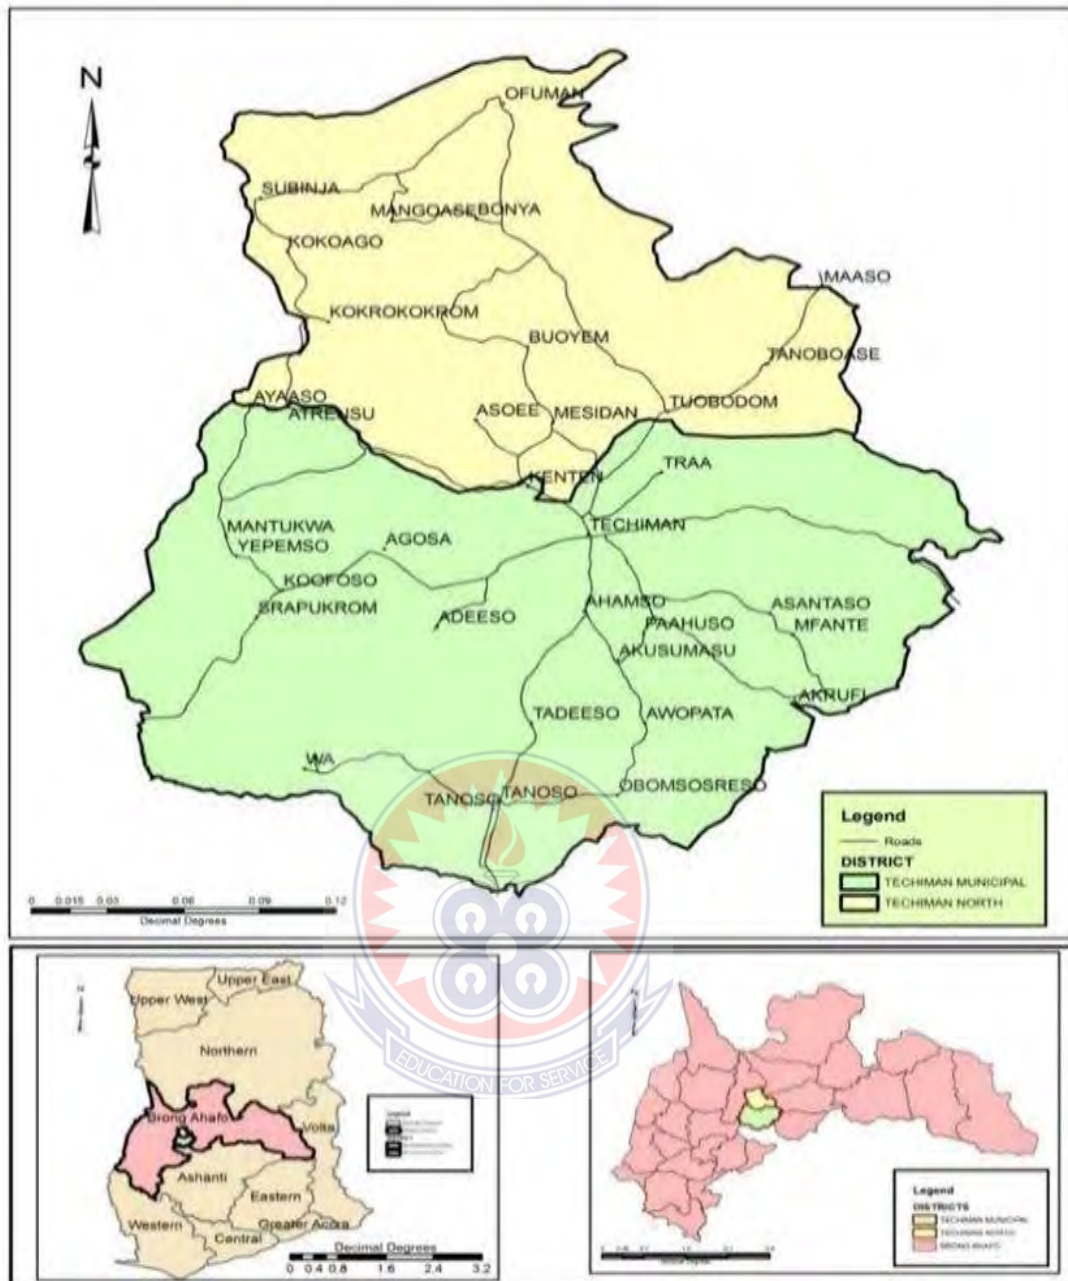 N
OFUMAN
SUBINJA
MANGOASE
BONYA
KOKOAGO
MAASO
KOKROKOKROM
BUOYEM
TANOBOASE
AYAASO
TUOBODOM
ATRENSU
ASOEE
MESIDAN
TRAA
KENTEN
TECHIMAN
MANTUKWA
YEPEMSO
AGOSA
KOOFOSO
SRAPUKROM
ADEESO
AHAMSO
ASANTASO
PAAHUSO
MFANTE
AKUSUMASU
AKRUFI
TADEESO
AWOPATA
WA
TANOSO
TANOSO
OBOMSOSRESO
Legend
Roads
DISTRICT
TECHIMAN MUNICIPAL
TECHIMAN NORTH
0 0.015 0.03 0.06 0.09 0.12
Decimal Degrees
Upper East
Upper West
Northern
Brong Ahafo
Volta
Ashanti
Eastern
Western
Central
Greater Accra
Decimal Degrees
0 0.4 0.8 1.6 2.4 3.2
EDUCATION FOR SERVICE
Legend
DISTRICTS
TECHIMAN MUNICIPAL
TECHIMAN NORTH
BRONG AHAFO